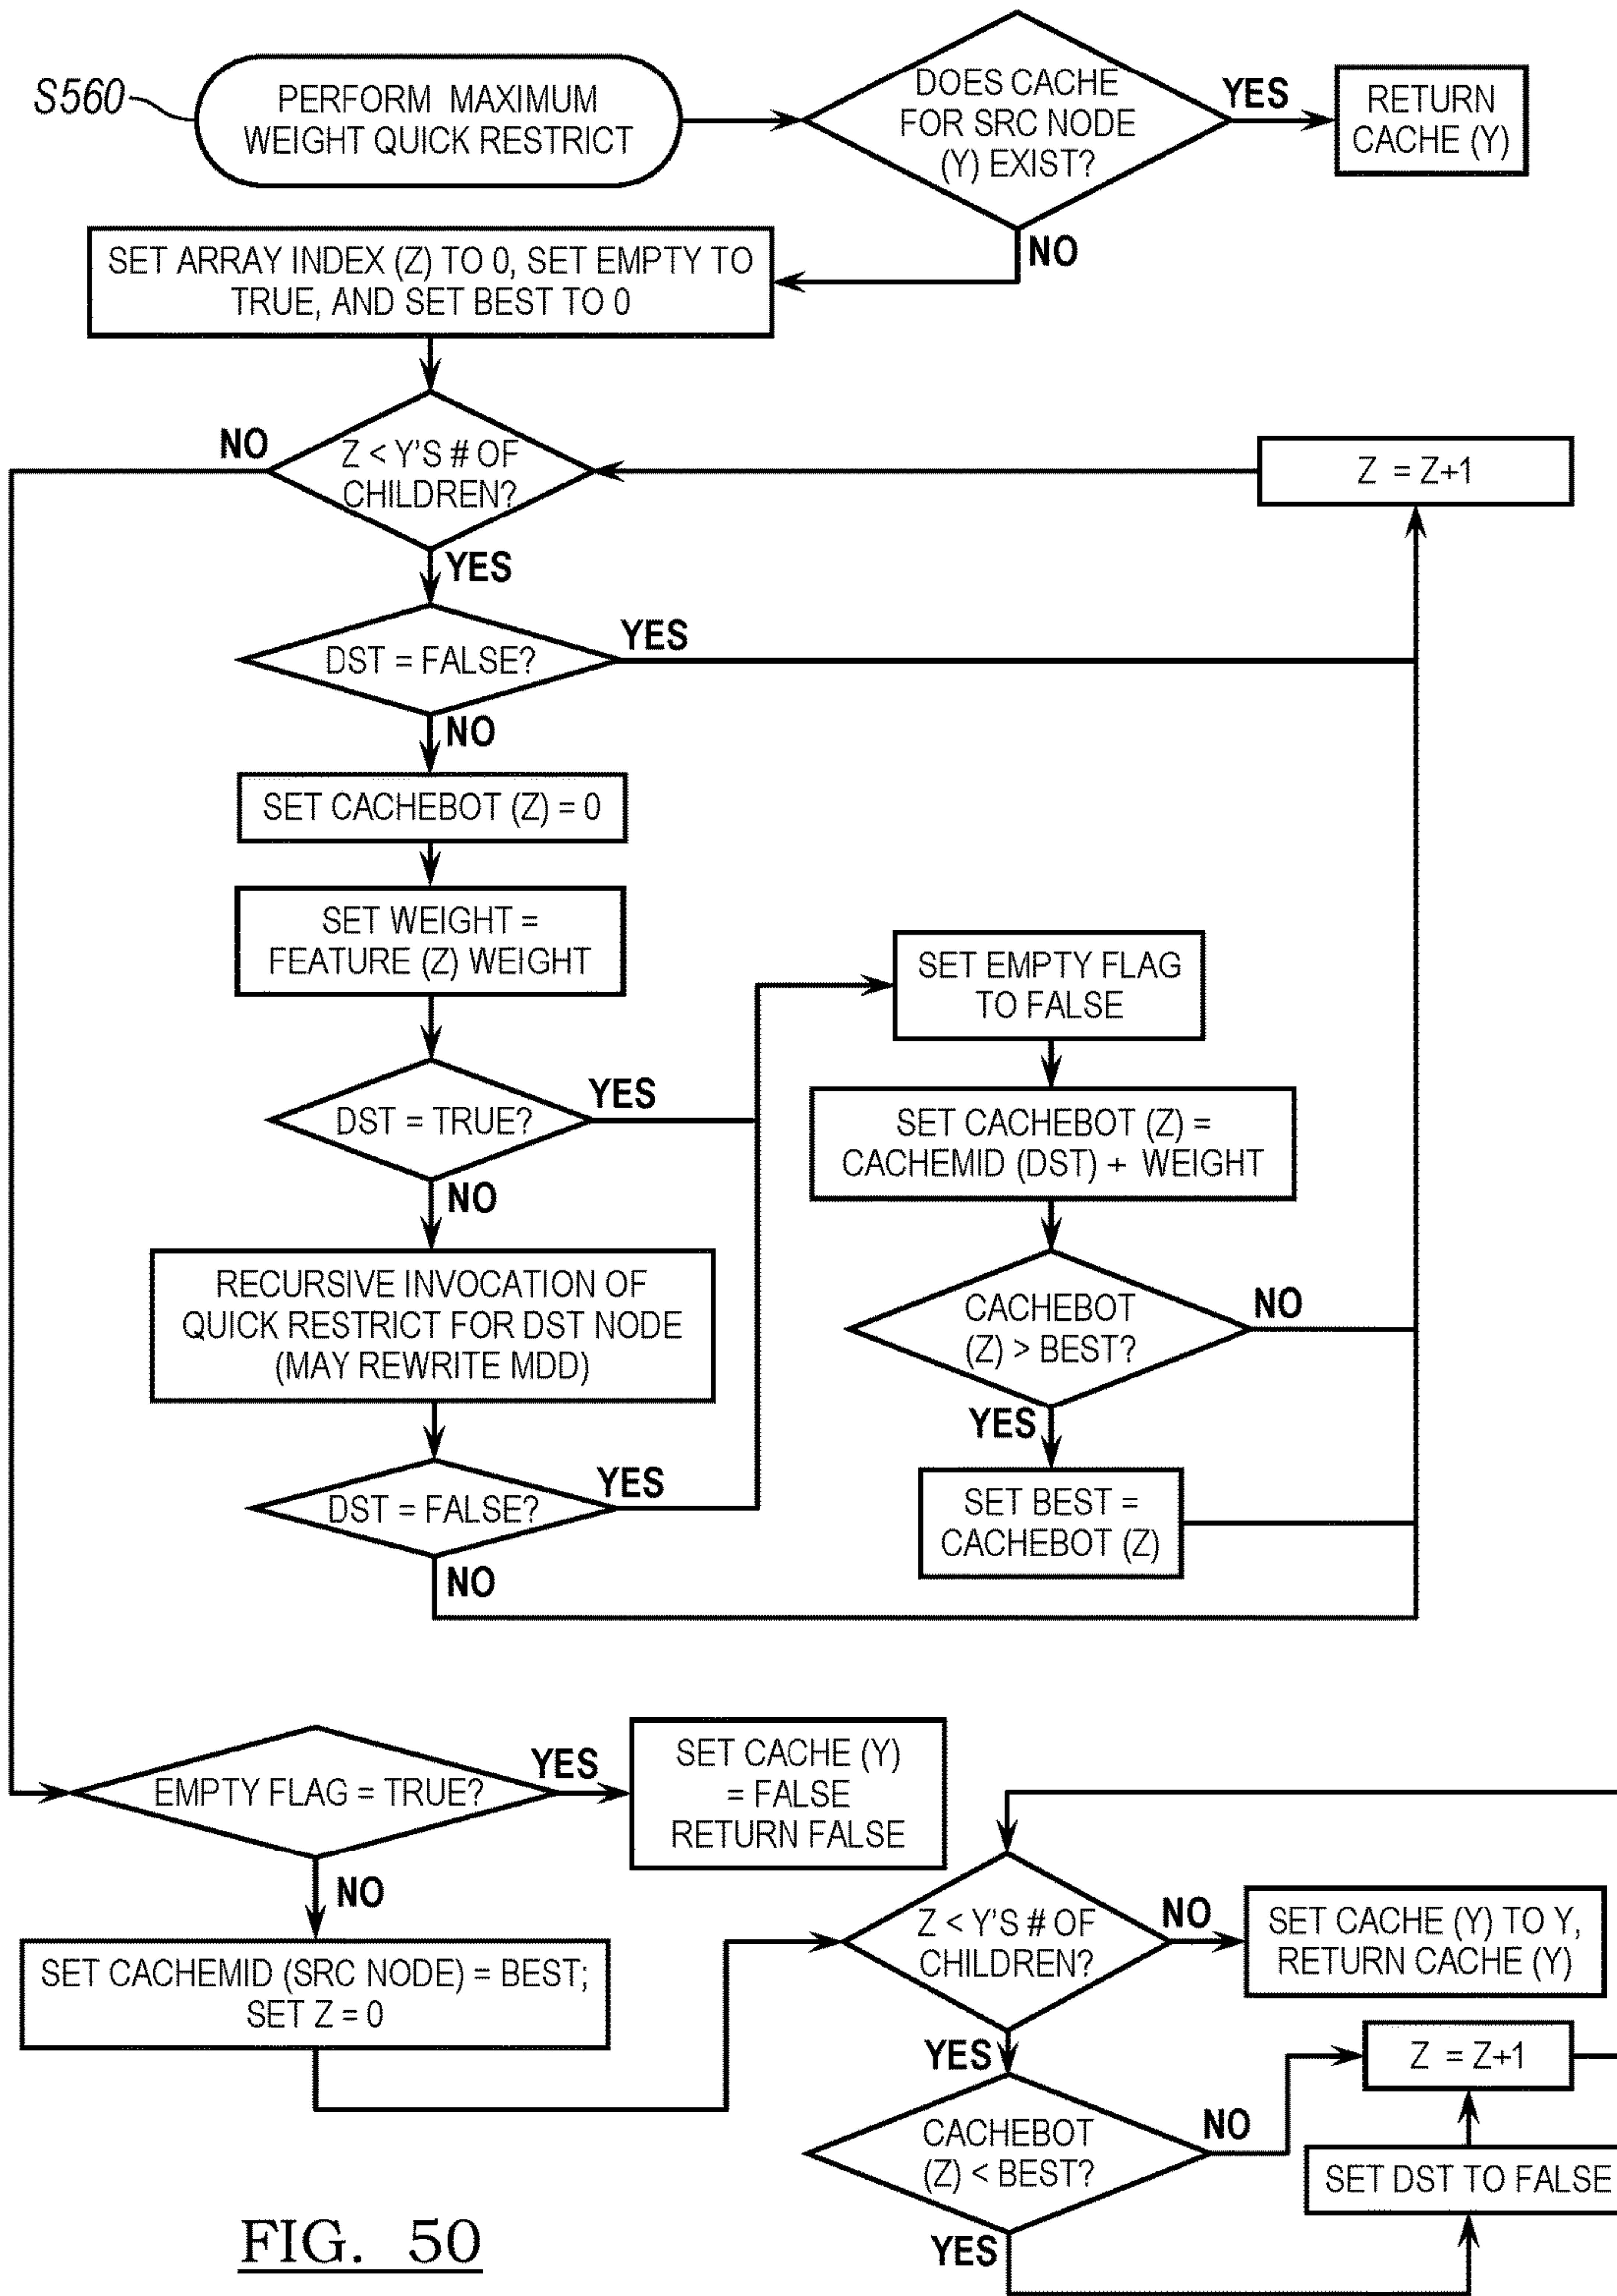 S560
PERFORM MAXIMUM
WEIGHT QUICK RESTRICT
DOES CACHE
FOR SRC NODE
(Y) EXIST?
YES
RETURN
CACHE (Y)
NO
SET ARRAY INDEX (Z) TO 0, SET EMPTY TO
TRUE, AND SET BEST TO 0
NO
Z < Y'S # OF
CHILDREN?
Z = Z+1
YES
DST = FALSE?
YES
NO
SET CACHEBOT (Z) = 0
SET WEIGHT =
FEATURE (Z) WEIGHT
DST = TRUE?
YES
NO
RECURSIVE INVOCATION OF
QUICK RESTRICT FOR DST NODE
(MAY REWRITE MDD)
DST = FALSE?
YES
NO
SET EMPTY FLAG
TO FALSE
SET CACHEBOT (Z) =
CACHEMID (DST) + WEIGHT
CACHEBOT
(Z) > BEST?
NO
YES
SET BEST =
CACHEBOT (Z)
EMPTY FLAG = TRUE?
YES
SET CACHE (Y)
= FALSE
RETURN FALSE
NO
SET CACHEMID (SRC NODE) = BEST;
SET Z = 0
Z < Y'S # OF
CHILDREN?
NO
SET CACHE (Y) TO Y,
RETURN CACHE (Y)
YES
CACHEBOT
(Z) < BEST?
NO
Z = Z+1
YES
SET DST TO FALSE
FIG. 50